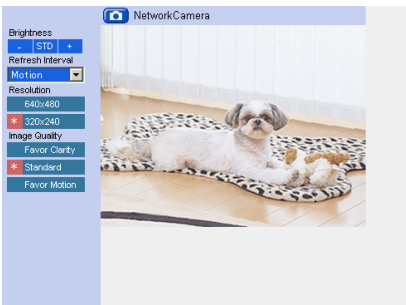 NetworkCamera
Brightness
- STD +
Refresh Interval
Motion
Resolution
640x480
* 320x240
Image Quality
Favor Clarity
* Standard
Favor Motion